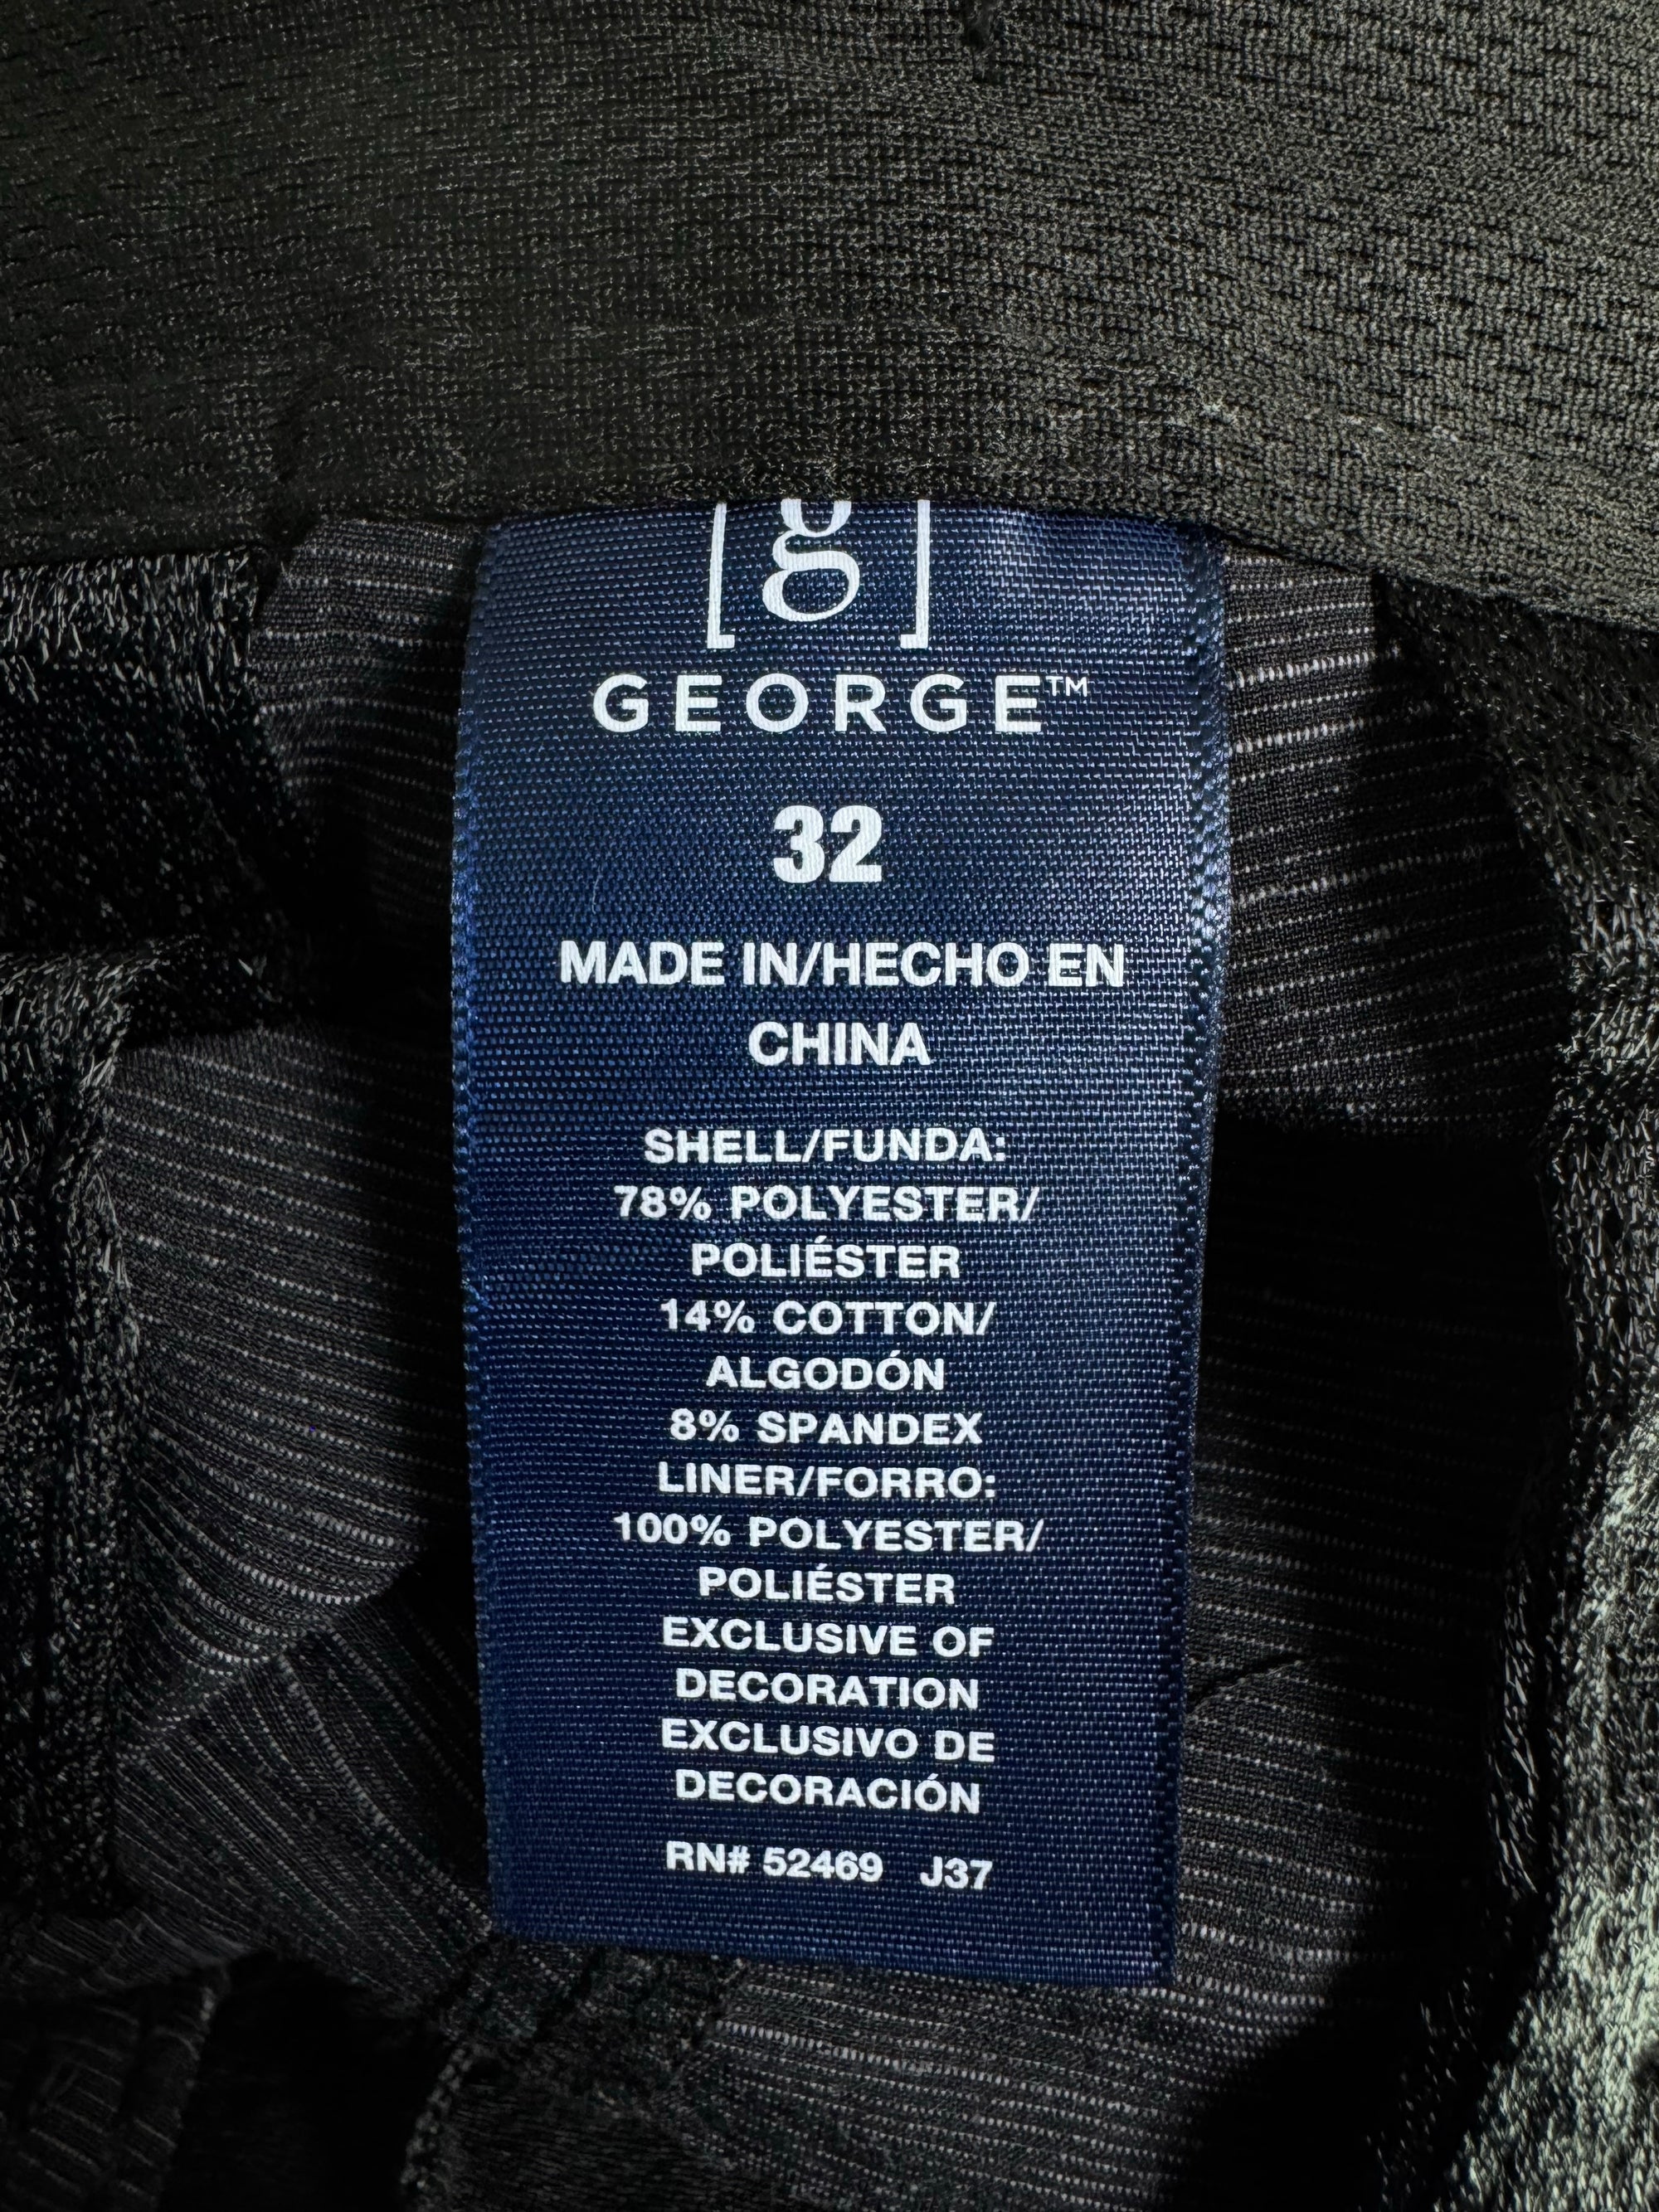 [g]
GEORGE™
32
MADE IN/HECHO EN
CHINA
SHELL/FUNDA:
78% POLYESTER/
POLIÉSTER
14% COTTON/
ALGODÓN
8% SPANDEX
LINER/FORRO:
100% POLYESTER/
POLIÉSTER
EXCLUSIVE OF
DECORATION
EXCLUSIVO DE
DECORACIÓN
RN# 52469 J37